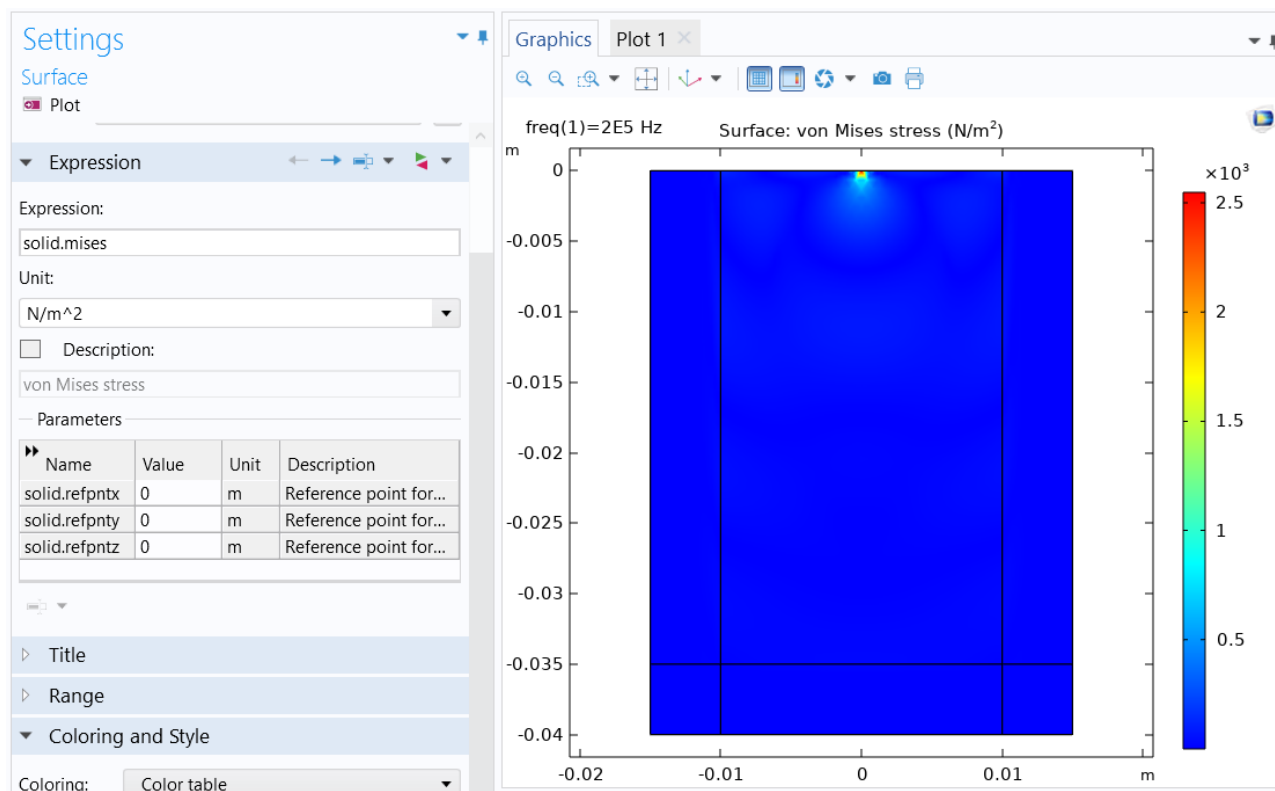 Settings
Surface
Plot
Expression
Expression:
solid.mises
Unit:
N/m^2
Description:
von Mises stress
Parameters
Name Value Unit Description
solid.refpntx 0 m Reference point for...
solid.refpnty 0 m Reference point for...
solid.refpntz 0 m Reference point for...
Title
Range
Coloring and Style
Coloring: Color table
Graphics Plot 1
freq(1)=2E5 Hz Surface: von Mises stress (N/m²)
m
0
-0.005
-0.01
-0.015
-0.02
-0.025
-0.03
-0.035
-0.04
-0.02 -0.01 0 0.01 m
×10³
2.5
2
1.5
1
0.5